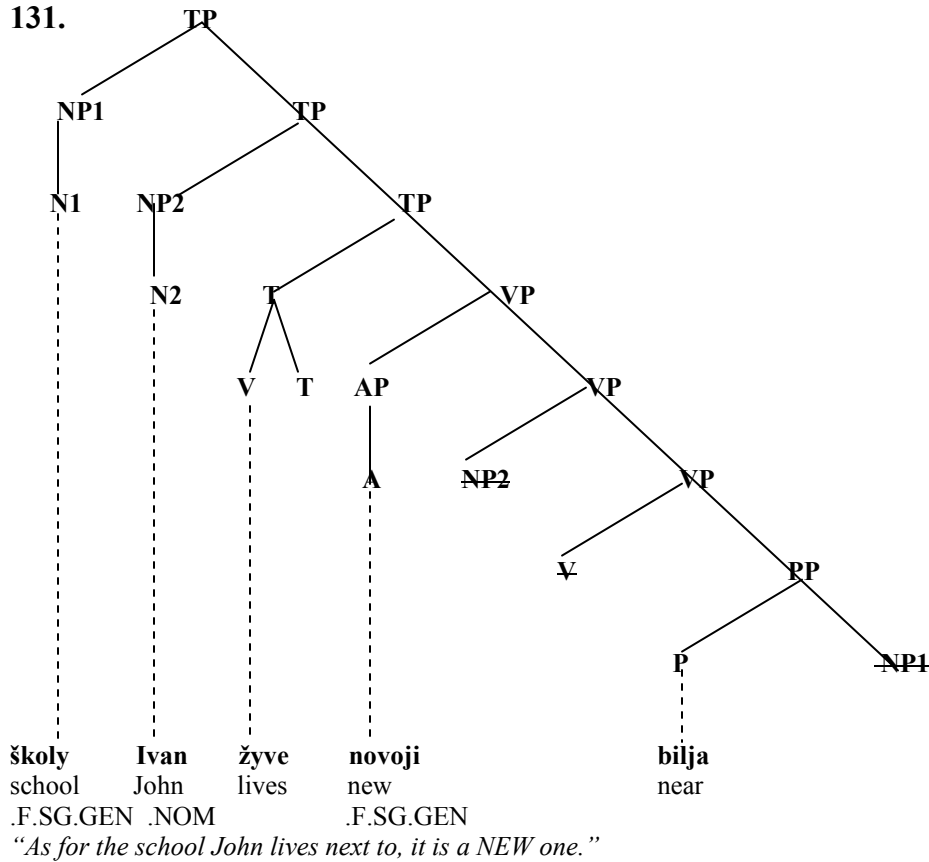 131.
TP
NP1 TP
N1 NP2 TP
N2 T VP
V T AP VP
A NP2 VP
V PP
P NP1
školy Ivan žyve novoji bilja
school John lives new near
.F.SG.GEN .NOM .F.SG.GEN
“As for the school John lives next to, it is a NEW one.”